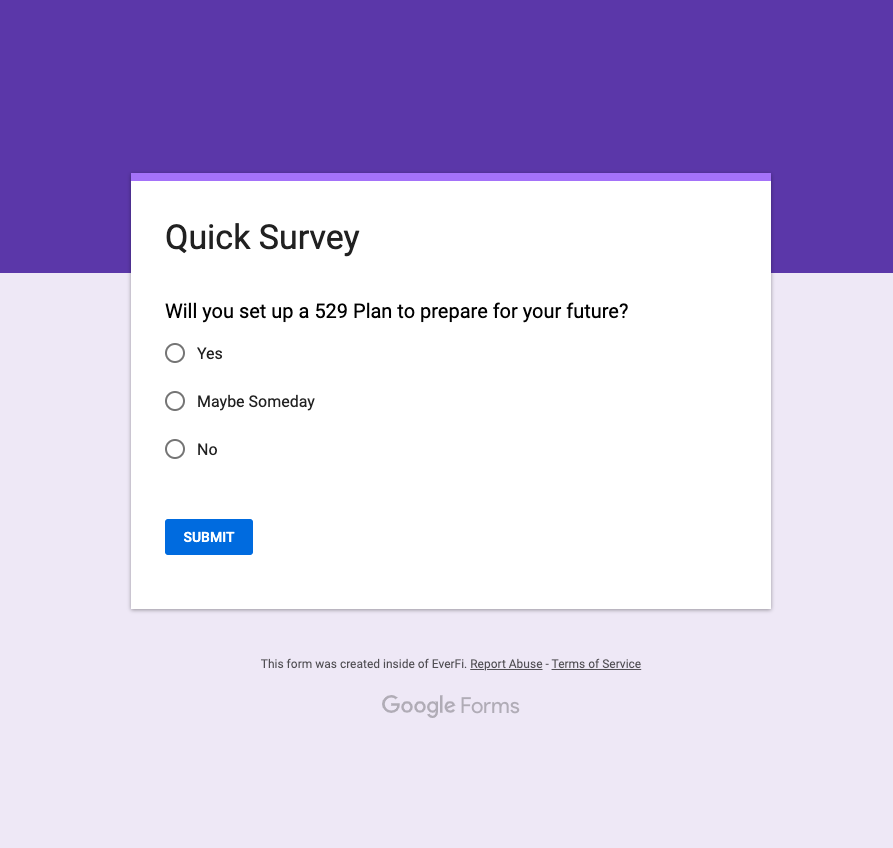 Quick Survey
Will you set up a 529 Plan to prepare for your future?
Yes
Maybe Someday
No
SUBMIT
This form was created inside of EverFi. Report Abuse - Terms of Service
Google Forms